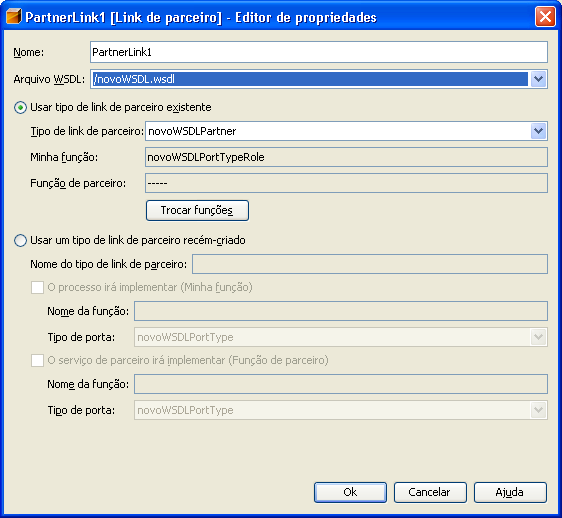 PartnerLink1 [Link de parceiro] - Editor de propriedades
Nome: PartnerLink1
Arquivo WSDL: /novoWSDL.wsdl
Usar tipo de link de parceiro existente
Tipo de link de parceiro: novoWSDLPartner
Minha função: novoWSDLPortTypeRole
Função de parceiro: -----
Trocar funções
Usar um tipo de link de parceiro recém-criado
Nome do tipo de link de parceiro:
O processo irá implementar (Minha função)
Nome da função:
Tipo de porta: novoWSDLPortType
O serviço de parceiro irá implementar (Função de parceiro)
Nome da função:
Tipo de porta: novoWSDLPortType
Ok Cancelar Ajuda